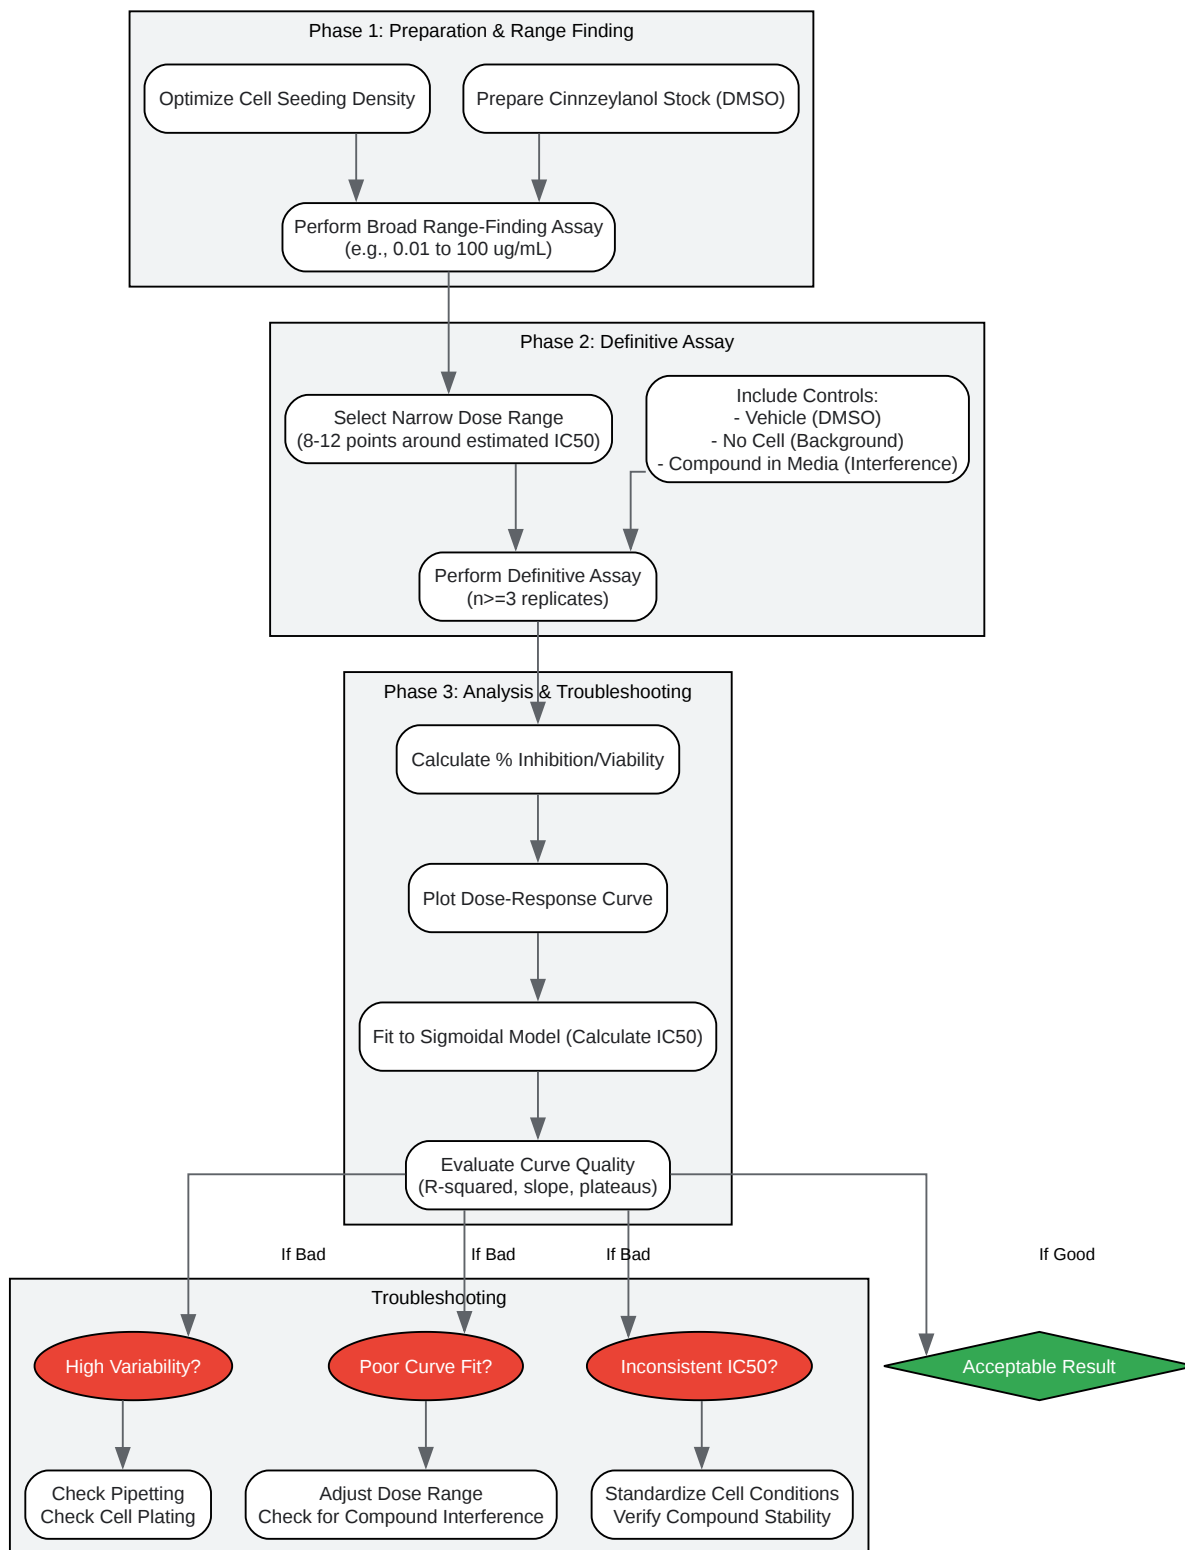 Phase 1: Preparation & Range Finding
Optimize Cell Seeding Density
Prepare Cinnzeylanol Stock (DMSO)
Perform Broad Range-Finding Assay
(e.g., 0.01 to 100 ug/mL)
Phase 2: Definitive Assay
Select Narrow Dose Range
(8-12 points around estimated IC50)
Include Controls:
- Vehicle (DMSO)
- No Cell (Background)
- Compound in Media (Interference)
Perform Definitive Assay
(n>=3 replicates)
Phase 3: Analysis & Troubleshooting
Calculate % Inhibition/Viability
Plot Dose-Response Curve
Fit to Sigmoidal Model (Calculate IC50)
Evaluate Curve Quality
(R-squared, slope, plateaus)
If Bad
If Bad
If Bad
If Good
Troubleshooting
High Variability?
Poor Curve Fit?
Inconsistent IC50?
Acceptable Result
Check Pipetting
Check Cell Plating
Adjust Dose Range
Check for Compound Interference
Standardize Cell Conditions
Verify Compound Stability